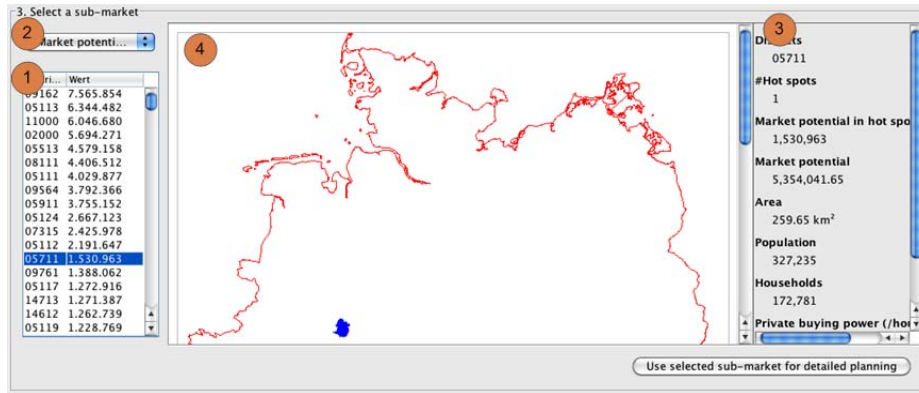 3. Select a sub-market
2
Market potenti...
1
...ri... Wert
09162 7.565.854
05113 6.344.482
11000 6.046.680
02000 5.694.271
05513 4.579.158
08111 4.406.512
05111 4.029.877
09564 3.792.366
05911 3.755.152
05124 2.667.123
07315 2.425.978
05112 2.191.647
05711 1.530.963
09761 1.388.062
05117 1.272.916
14713 1.271.387
14612 1.262.739
05119 1.228.769
4
3
05711
#Hot spots
1
Market potential in hot spo
1,530,963
Market potential
5,354,041.65
Area
259.65 km²
Population
327,235
Households
172,781
Private buying power (/hou
Use selected sub-market for detailed planning